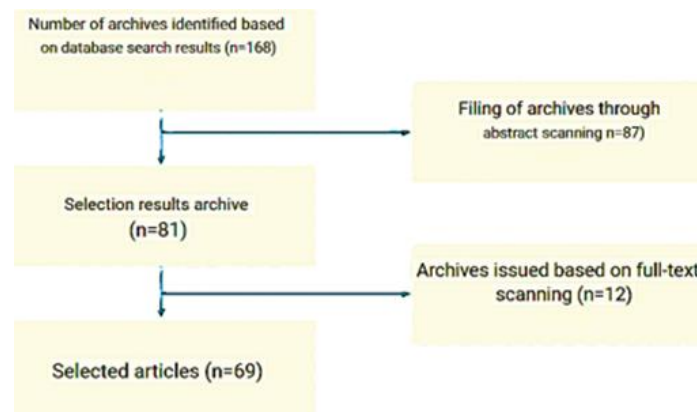 Number of archives identified based
on database search results (n=168)
Filing of archives through
abstract scanning n=87)
Selection results archive
(n=81)
Archives issued based on full-text
scanning (n=12)
Selected articles (n=69)